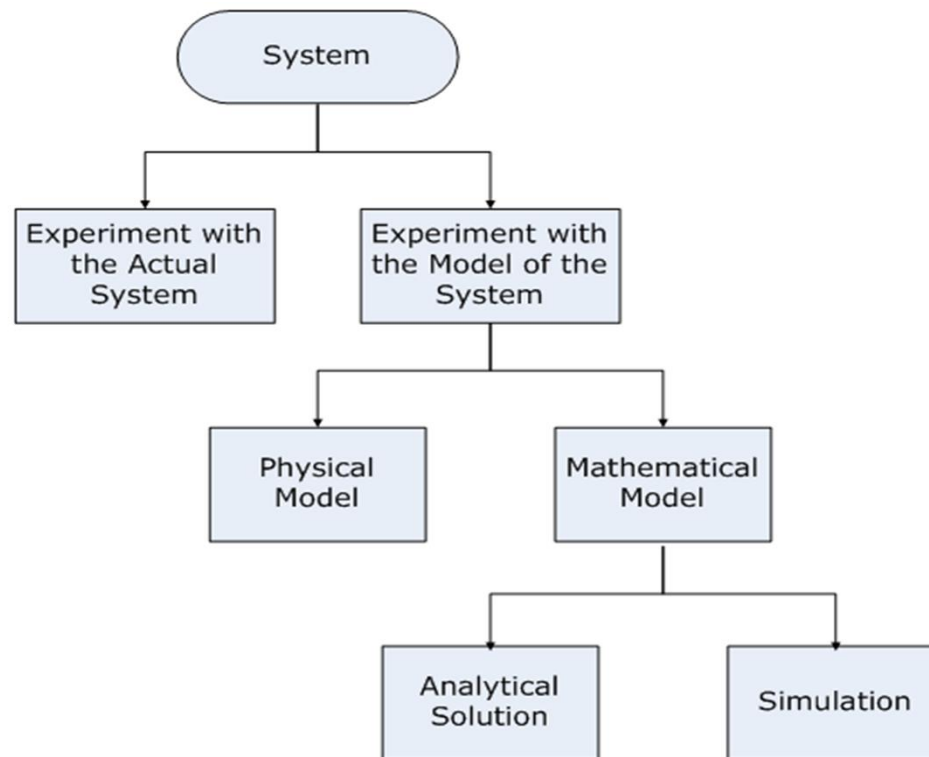 System
Experiment with
the Actual
System
Experiment with
the Model of the
System
Physical
Model
Mathematical
Model
Analytical
Solution
Simulation